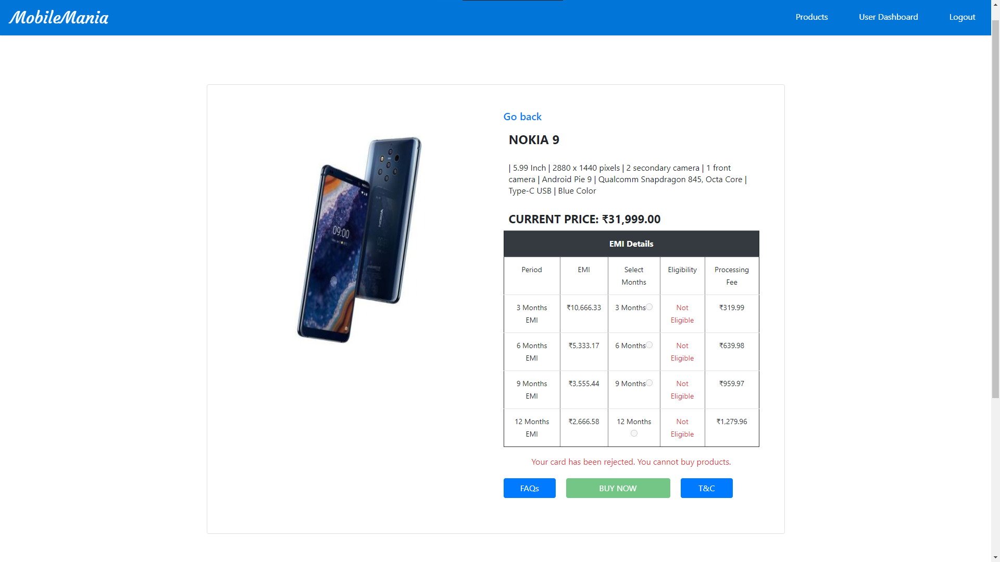 MobileMania
Products
User Dashboard
Logout
Go back
NOKIA 9
| 5.99 Inch | 2880 x 1440 pixels | 2 secondary camera | 1 front
camera | Android Pie 9 | Qualcomm Snapdragon 845, Octa Core |
Type-C USB | Blue Color
CURRENT PRICE: ₹31,999.00
EMI Details
Period
EMI
Select
Months
Eligibility
Processing
Fee
3 Months
EMI
₹10,666.33
3 Months
Not
Eligible
₹319.99
6 Months
EMI
₹5,333.17
6 Months
Not
Eligible
₹639.98
9 Months
EMI
₹3,555.44
9 Months
Not
Eligible
₹959.97
12 Months
EMI
₹2,666.58
12 Months
Not
Eligible
₹1,279.96
Your card has been rejected. You cannot buy products.
FAQs
BUY NOW
T&C
09:00
NOKIA